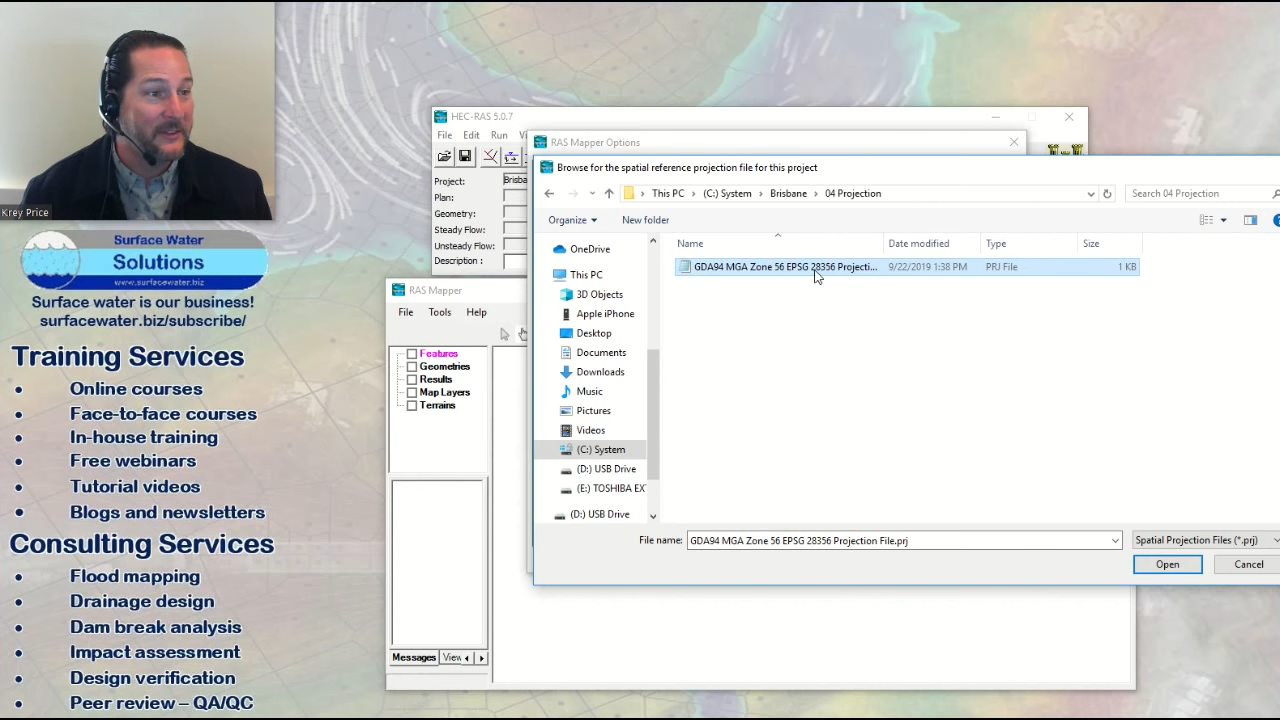 Krey Price
Surface Water
Solutions
www.surfacewater.biz
Surface water is our business!
surfacewater.biz/subscribe/
Training Services
• Online courses
• Face-to-face courses
• In-house training
• Free webinars
• Tutorial videos
• Blogs and newsletters
Consulting Services
• Flood mapping
• Drainage design
• Dam break analysis
• Impact assessment
• Design verification
• Peer review – QA/QC
HEC-RAS 5.0.7
File Edit Run
Project:
Plan:
Geometry:
Steady Flow:
Unsteady Flow:
Description :
RAS Mapper
File Tools Help
Features
Geometries
Results
Map Layers
Terrains
Messages
RAS Mapper Options
Browse for the spatial reference projection file for this project
This PC > (C:) System > Brisbane > 04 Projection
Search 04 Projection
Organize New folder
OneDrive
This PC
3D Objects
Apple iPhone
Desktop
Documents
Downloads
Music
Pictures
Videos
(C:) System
(D:) USB Drive
(E:) TOSHIBA EX
(D:) USB Drive
Name Date modified Type Size
GDA94 MGA Zone 56 EPSG 28356 Projecti... 9/22/2019 1:38 PM PRJ File 1 KB
File name: GDA94 MGA Zone 56 EPSG 28356 Projection File.prj
Spatial Projection Files (*.prj)
Open Cancel